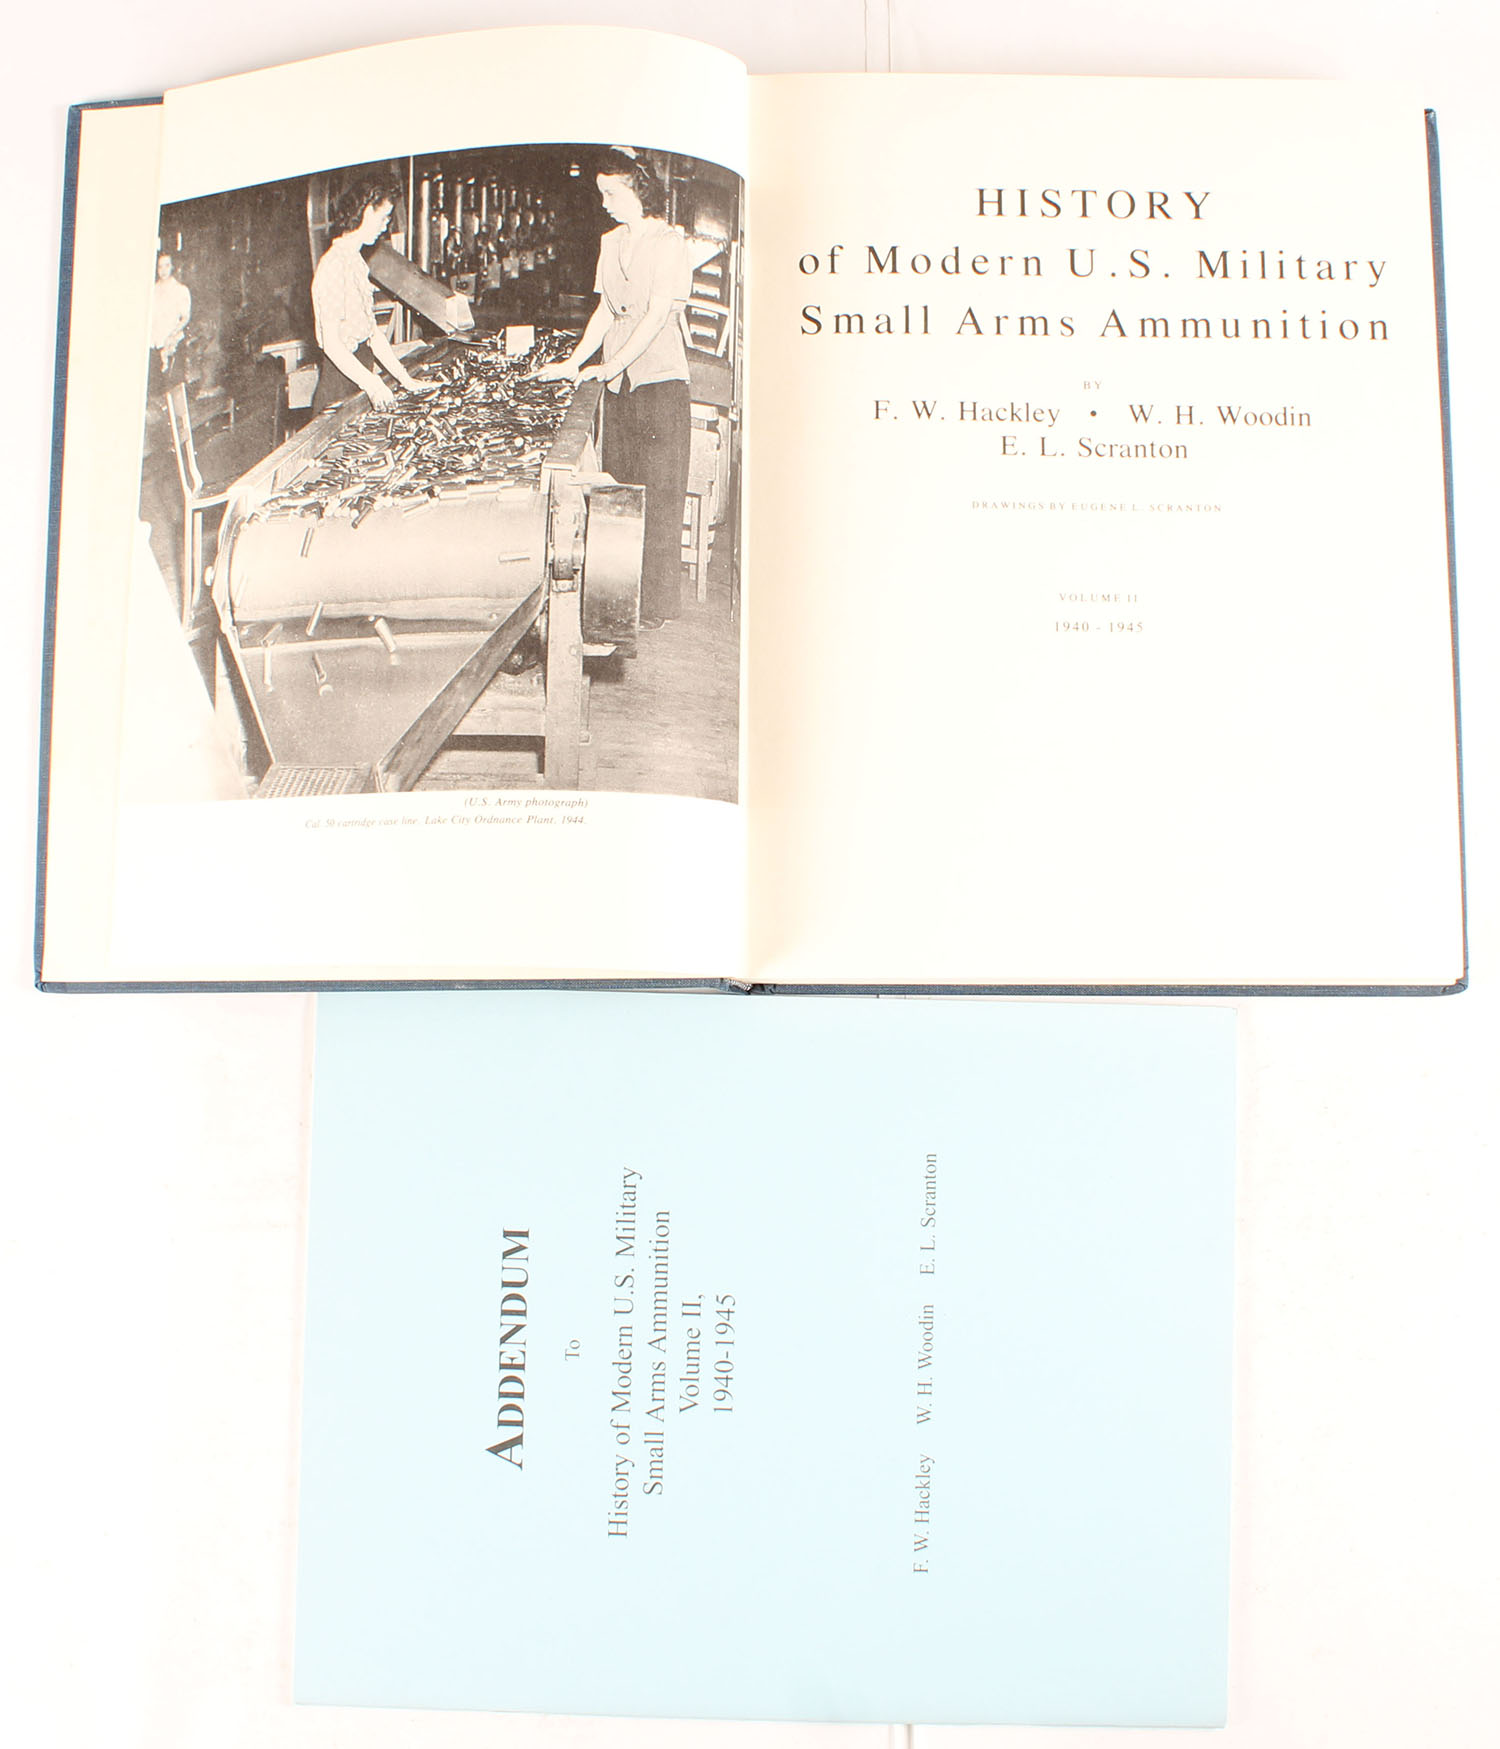 (U.S. Army photograph)
Cal. 50 cartridge case line. Lake City Ordnance Plant, 1944.
HISTORY
of Modern U.S. Military
Small Arms Ammunition
BY
F. W. Hackley • W. H. Woodin
E. L. Scranton
DRAWINGS BY EUGENE L. SCRANTON
VOLUME II
1940 - 1945
ADDENDUM
To
History of Modern U.S. Military
Small Arms Ammunition
Volume II,
1940-1945
F. W. Hackley W. H. Woodin E. L. Scranton